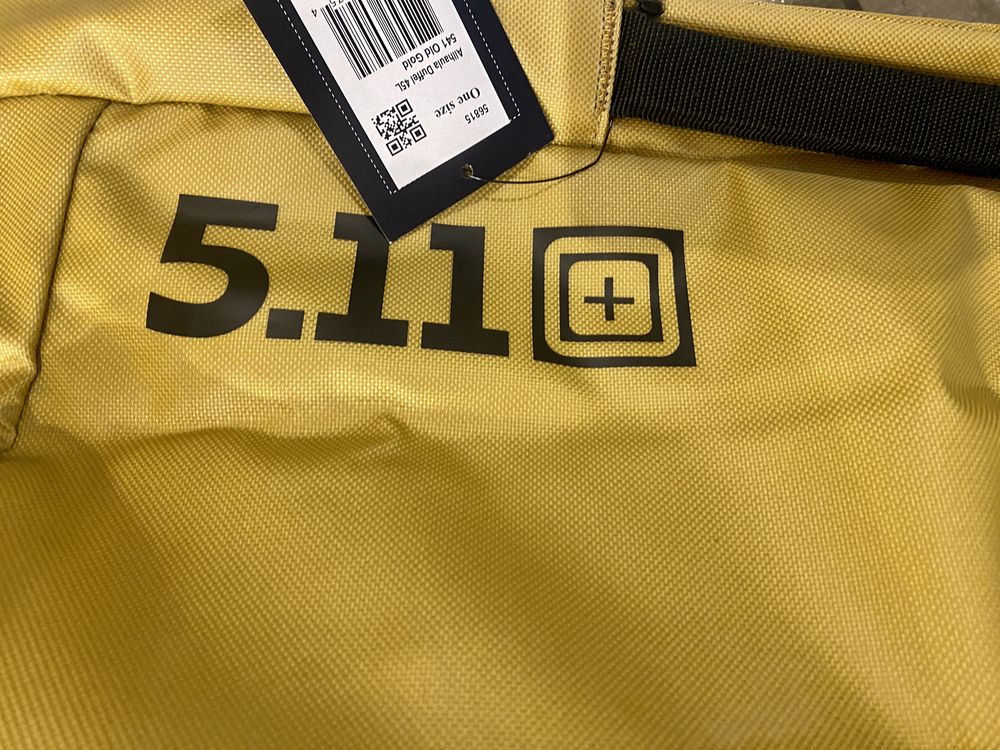 56815
One size
Allhaula Duffel 45L
541 Old Gold
5.11